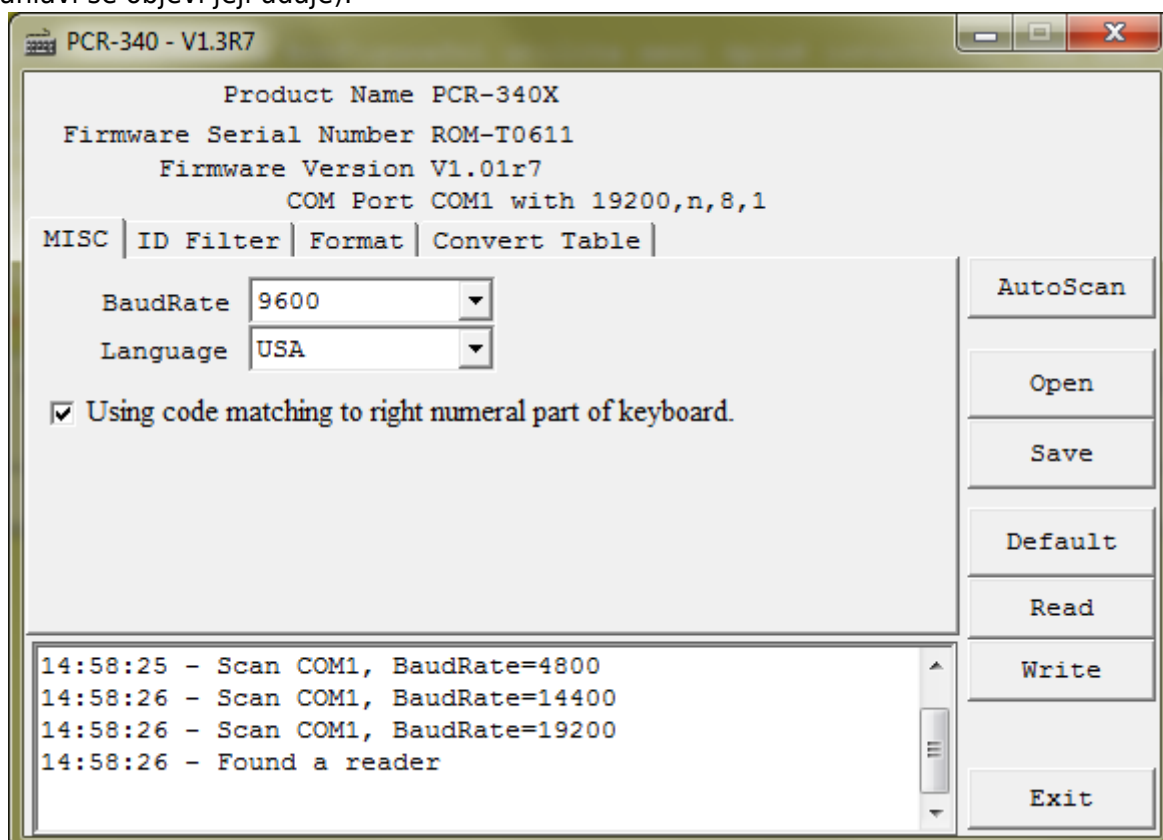 se objeví její údaje).
PCR-340 - V1.3R7
Product Name PCR-340X
Firmware Serial Number ROM-T0611
Firmware Version V1.01r7
COM Port COM1 with 19200,n,8,1
MISC ID Filter Format Convert Table
BaudRate 9600
Language USA
Using code matching to right numeral part of keyboard.
AutoScan
Open
Save
Default
Read
Write
Exit
14:58:25 - Scan COM1, BaudRate=4800
14:58:26 - Scan COM1, BaudRate=14400
14:58:26 - Scan COM1, BaudRate=19200
14:58:26 - Found a reader